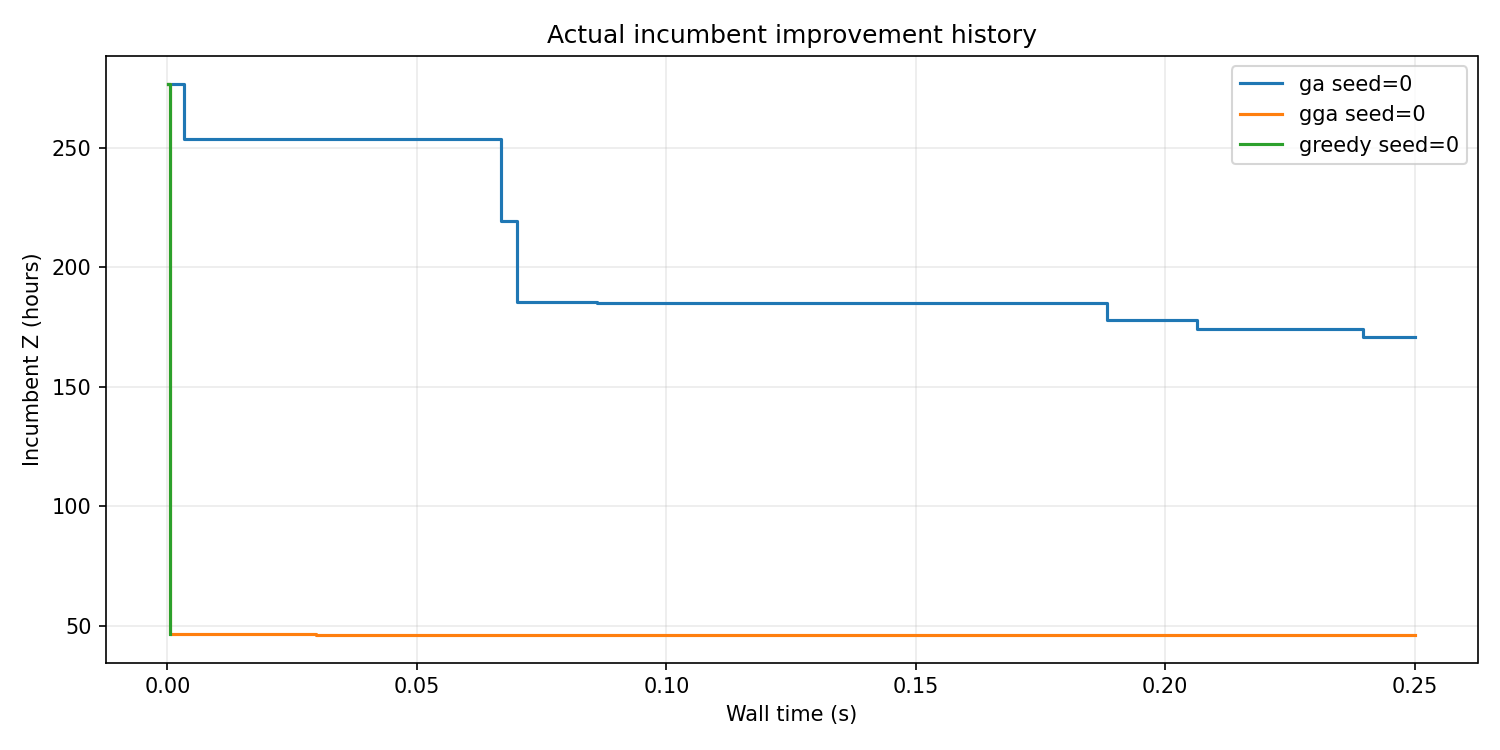 Actual incumbent improvement history
ga seed=0
gga seed=0
greedy seed=0
Incumbent Z (hours)
250
200
150
100
50
0.00 0.05 0.10 0.15 0.20 0.25
Wall time (s)